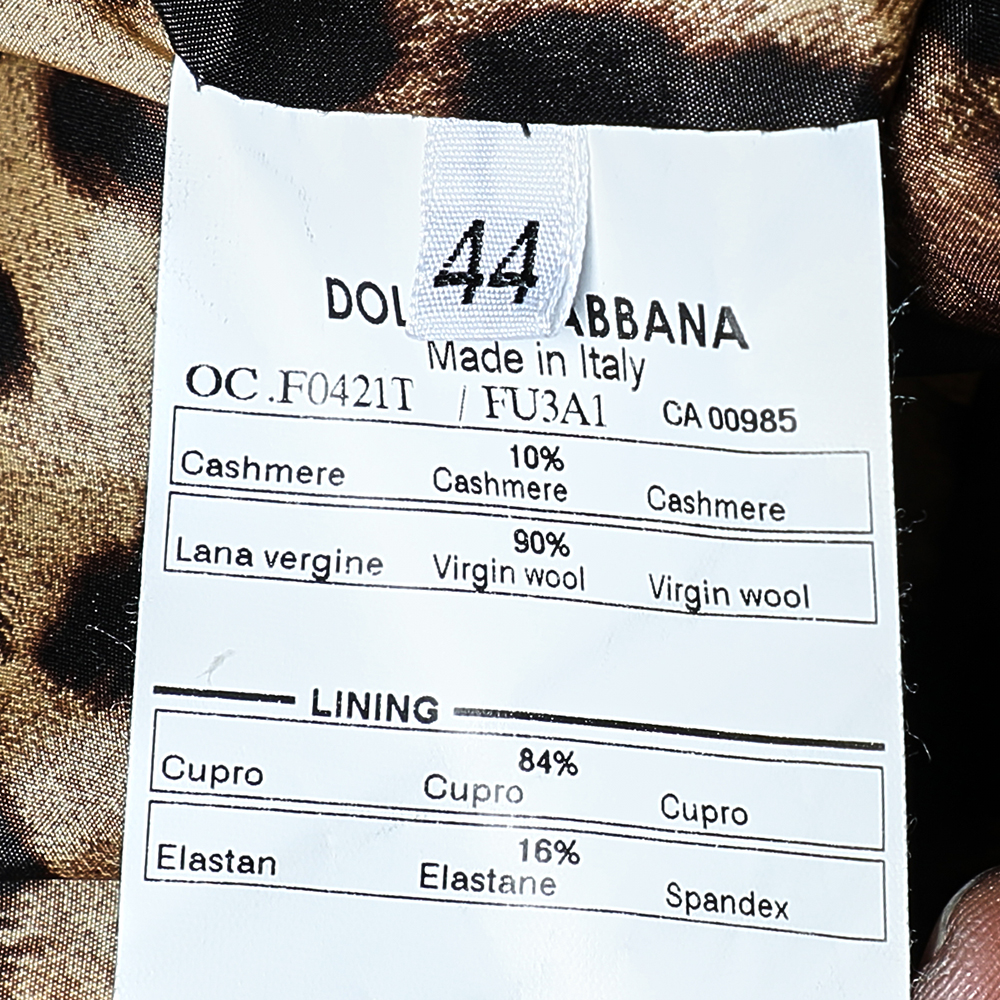 44
DOL ABBANA
Made in Italy
OC.F0421T / FU3A1 CA 00985
10%
Cashmere Cashmere Cashmere
90%
Lana vergine Virgin wool Virgin wool
LINING
84%
Cupro Cupro Cupro
16%
Elastan Elastane Spandex